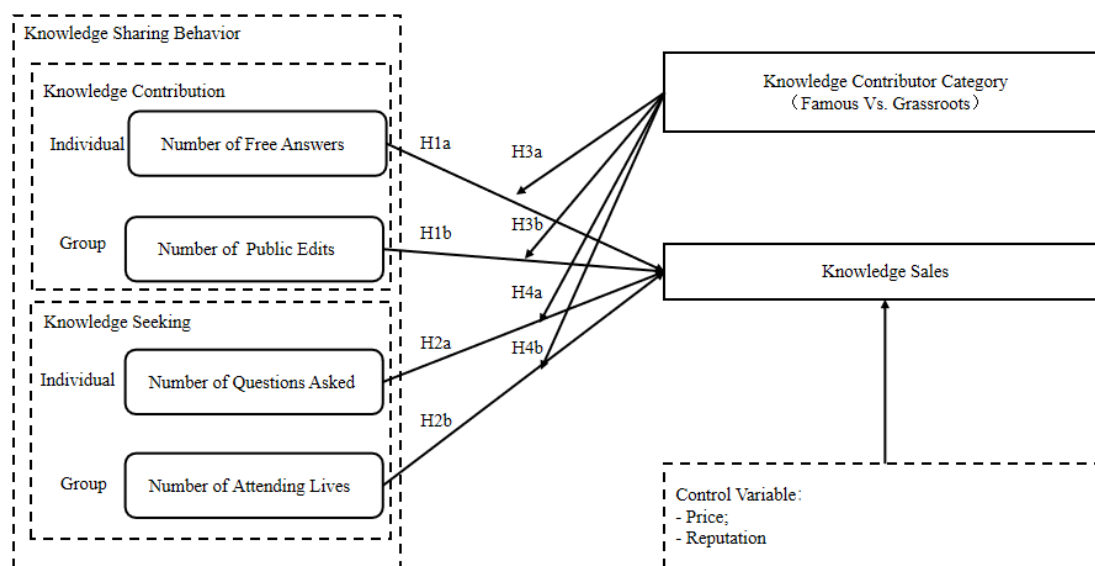 Knowledge Sharing Behavior
Knowledge Contribution
Individual
Number of Free Answers
Group
Number of Public Edits
Knowledge Seeking
Individual
Number of Questions Asked
Group
Number of Attending Lives
H1a
H1b
H2a
H2b
H3a
H3b
H4a
H4b
Knowledge Contributor Category
（Famous Vs. Grassroots）
Knowledge Sales
Control Variable：
- Price;
- Reputation